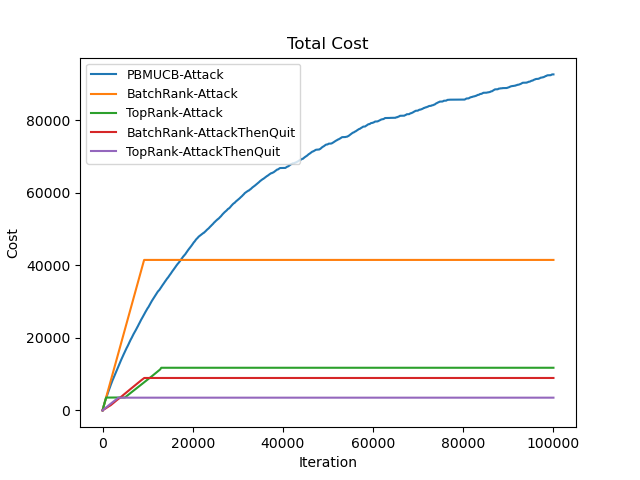 Total Cost
PBMUCB-Attack
BatchRank-Attack
TopRank-Attack
BatchRank-AttackThenQuit
TopRank-AttackThenQuit
80000
60000
40000
20000
0
Cost
0 20000 40000 60000 80000 100000
Iteration